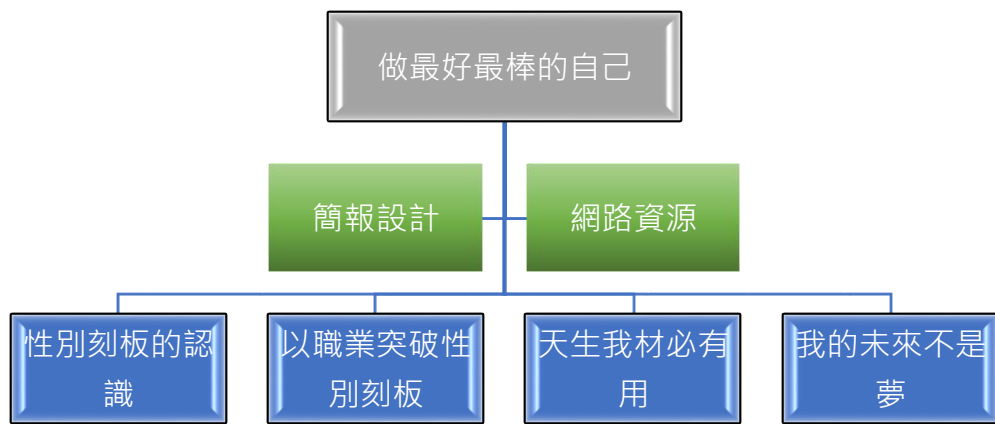 做最好最棒的自己
簡報設計
網路資源
性別刻板的認
識
以職業突破性
別刻板
天生我材必有
用
我的未來不是
夢